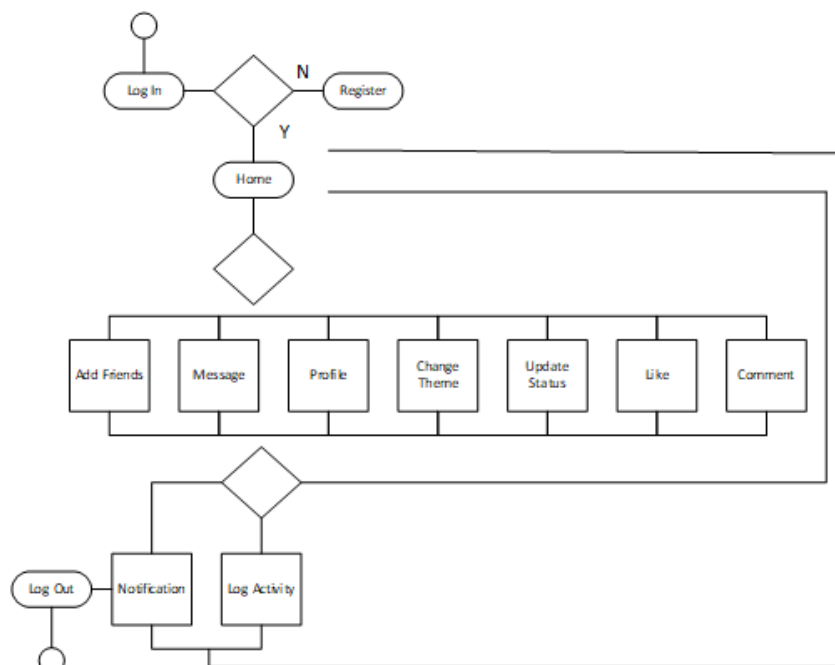 N
Log In
Register
Y
Home
Add Friends
Message
Profile
Change
Theme
Update
Status
Like
Comment
Log Out
Notification
Log Activity